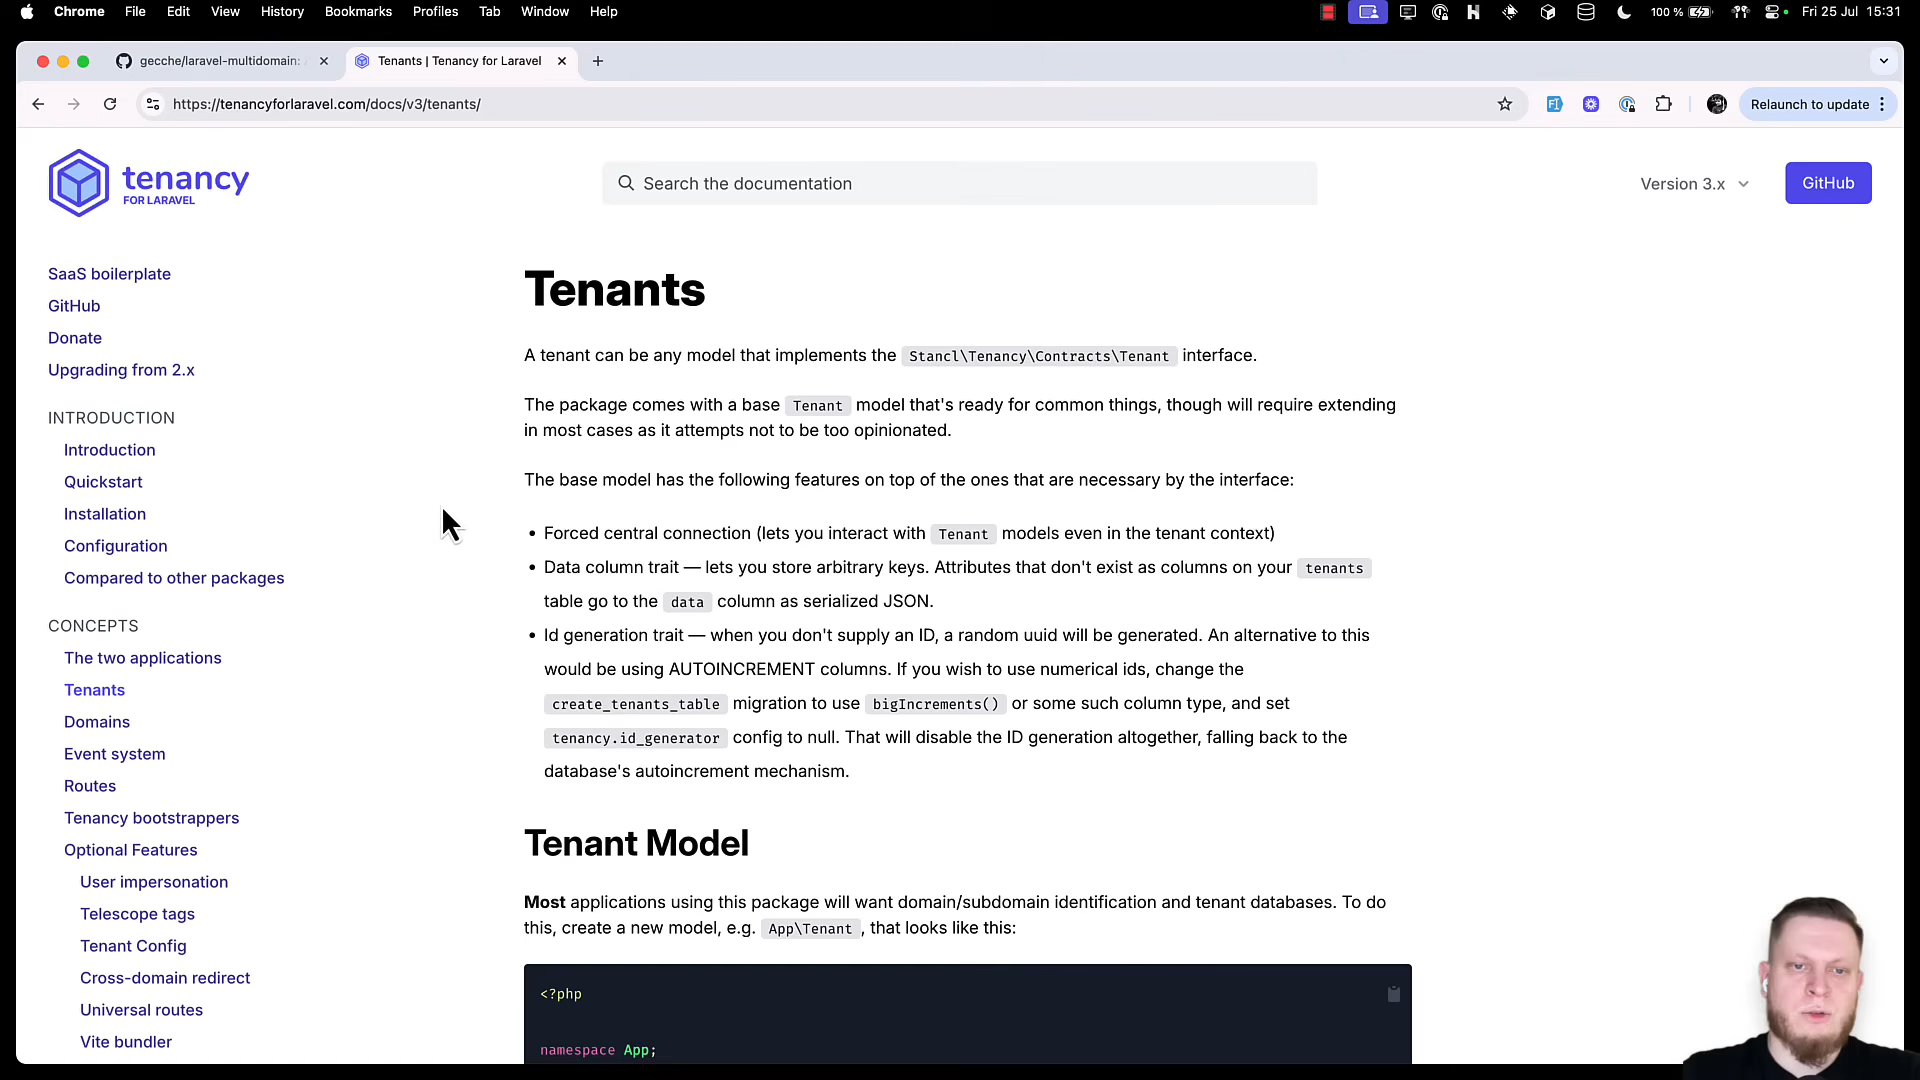 Chrome File Edit View History Bookmarks Profiles Tab Window Help 100 % Fri 25 Jul 15:31
gecche/laravel-multidomain: Tenants | Tenancy for Laravel
https://tenancyforlaravel.com/docs/v3/tenants/ Relaunch to update
tenancy
FOR LARAVEL
Search the documentation
Version 3.x
GitHub
SaaS boilerplate
GitHub
Donate
Upgrading from 2.x
INTRODUCTION
Introduction
Quickstart
Installation
Configuration
Compared to other packages
CONCEPTS
The two applications
Tenants
Domains
Event system
Routes
Tenancy bootstrappers
Optional Features
User impersonation
Telescope tags
Tenant Config
Cross-domain redirect
Universal routes
Vite bundler
Tenants
A tenant can be any model that implements the Stancl\Tenancy\Contracts\Tenant interface.
The package comes with a base Tenant model that's ready for common things, though will require extending
in most cases as it attempts not to be too opinionated.
The base model has the following features on top of the ones that are necessary by the interface:
• Forced central connection (lets you interact with Tenant models even in the tenant context)
• Data column trait — lets you store arbitrary keys. Attributes that don't exist as columns on your tenants
table go to the data column as serialized JSON.
• Id generation trait — when you don't supply an ID, a random uuid will be generated. An alternative to this
would be using AUTOINCREMENT columns. If you wish to use numerical ids, change the
create_tenants_table migration to use bigIncrements() or some such column type, and set
tenancy.id_generator config to null. That will disable the ID generation altogether, falling back to the
database's autoincrement mechanism.
Tenant Model
Most applications using this package will want domain/subdomain identification and tenant databases. To do
this, create a new model, e.g. App\Tenant, that looks like this:
<?php
namespace App;